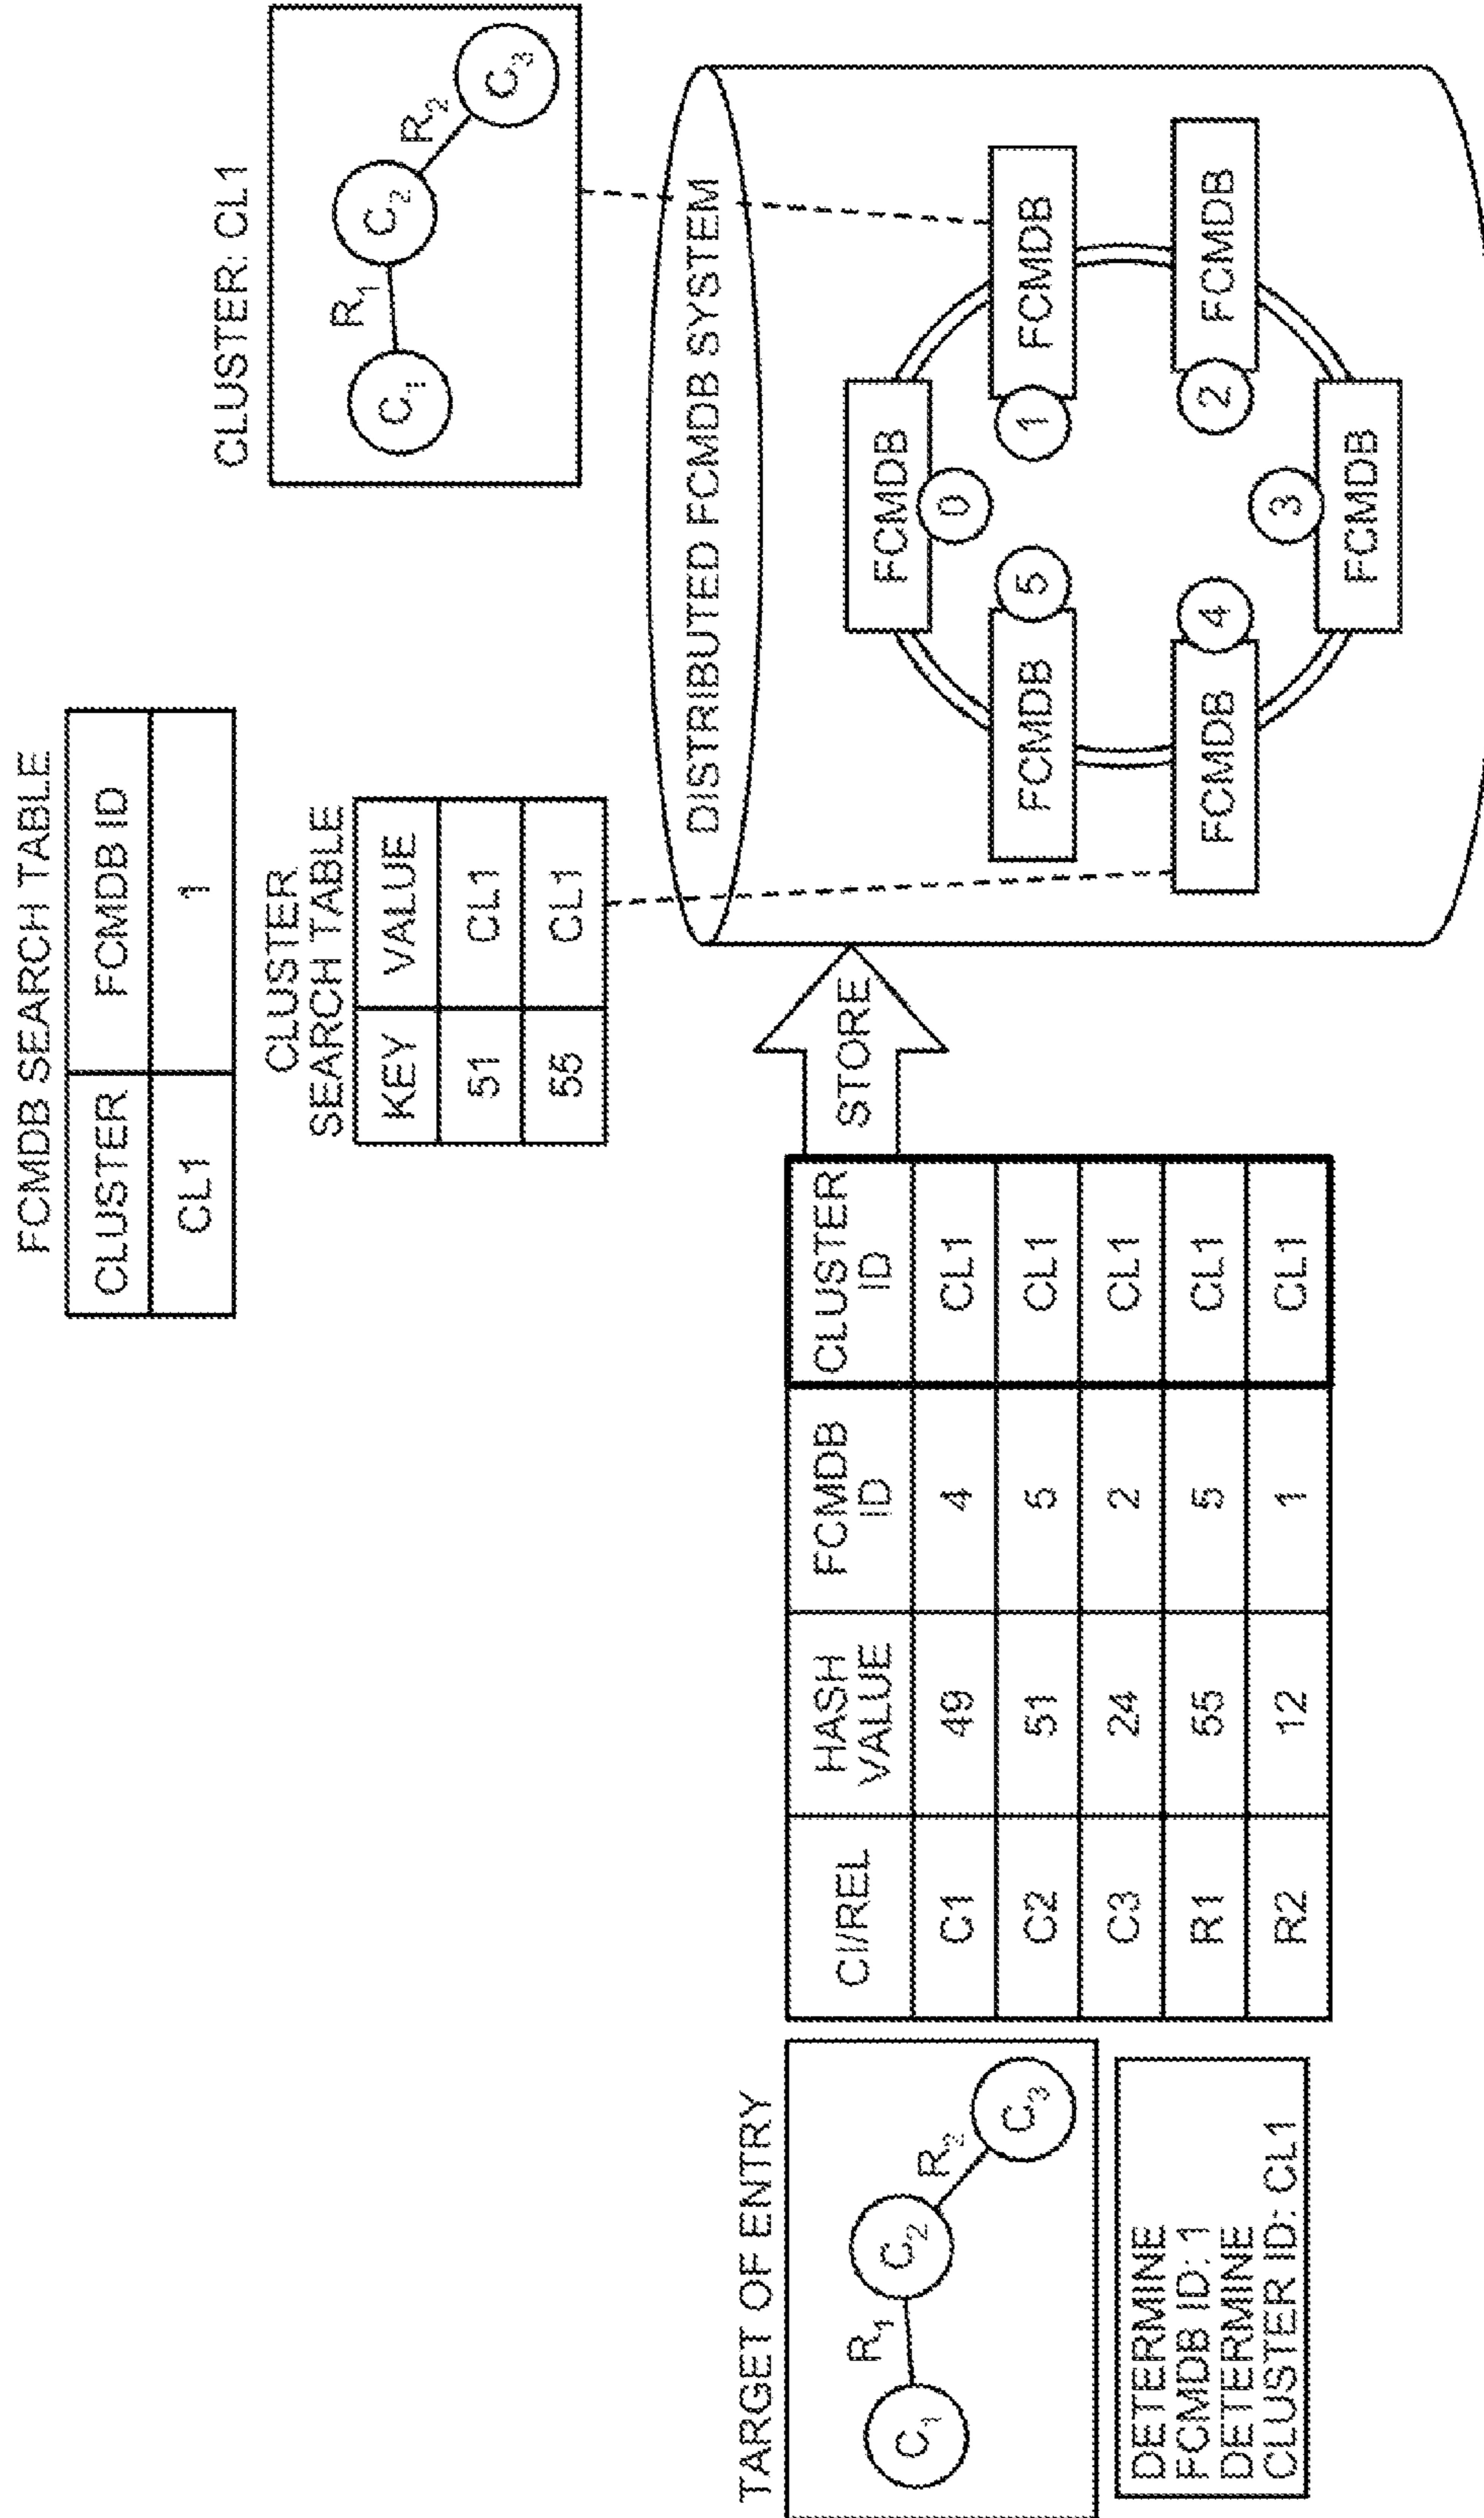 FCMDB SEARCH TABLE
CLUSTER FCMDB ID
CL1 1
CLUSTER
SEARCH TABLE
KEY VALUE
51 CL1
55 CL1
CLUSTER: CL1
C1 R1 C2 R2 C3
TARGET OF ENTRY
C1 R1 C2 R2 C3
DETERMINE
FCMDB ID: 1
DETERMINE
CLUSTER ID: CL1
CI/REL HASH VALUE FCMDB ID CLUSTER ID
C1 49 4 CL1
C2 51 5 CL1
C3 24 2 CL1
R1 55 5 CL1
R2 12 1 CL1
STORE
DISTRIBUTED FCMDB SYSTEM
FCMDB 0
FCMDB 1
FCMDB 2
FCMDB 3
FCMDB 4
FCMDB 5